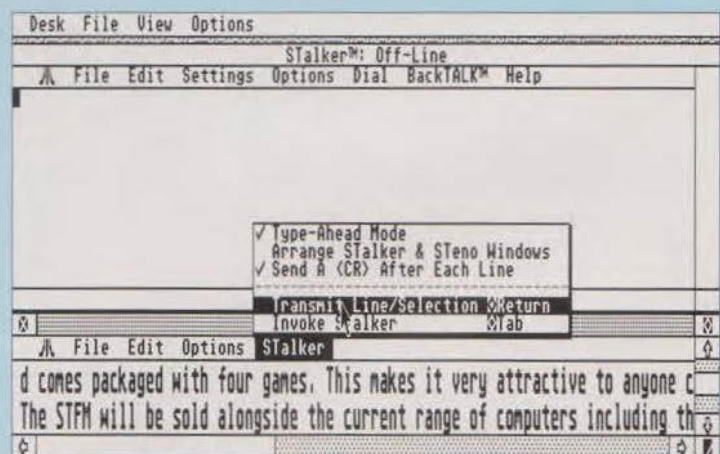 Desk File View Options
STalker™: Off-Line
File Edit Settings Options Dial BackTALK™ Help
✓ Type-Ahead Mode
Arrange STalker & STeno Windows
✓ Send A <CR> After Each Line
Transmit Line/Selection Return
Invoke Stalker Tab
File Edit Options STalker
d comes packaged with four games. This makes it very attractive to anyone c
The STFM will be sold alongside the current range of computers including th